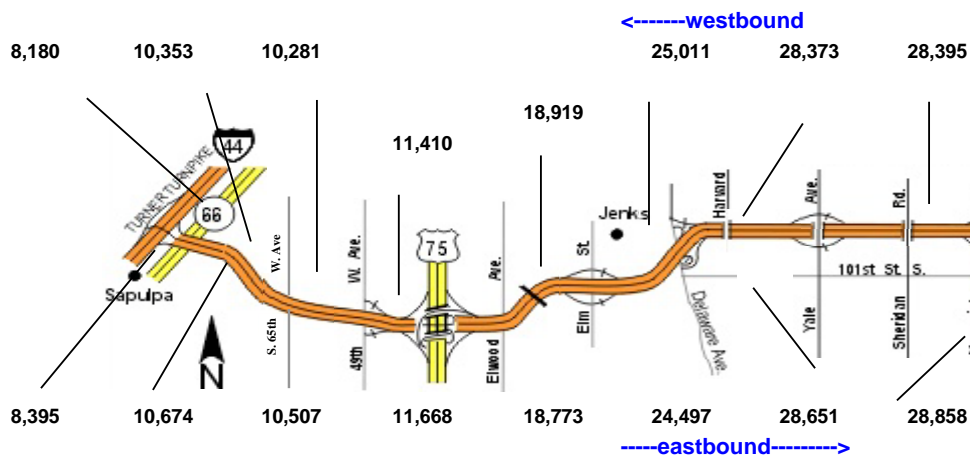 <-------westbound
8,180 10,353 10,281 25,011 28,373 28,395
18,919
11,410
44
TURNER TURNPIKE
66
75
Jenks
Harvard
Ave.
Rd.
W. Ave
W. Ave.
Ave.
St.
101st St. S.
Sapulpa
S. 65th
49th
Elwood
Elm
Delaware Ave.
Yale
Sheridan
N
8,395 10,674 10,507 11,668 18,773 24,497 28,651 28,858
-----eastbound--------->